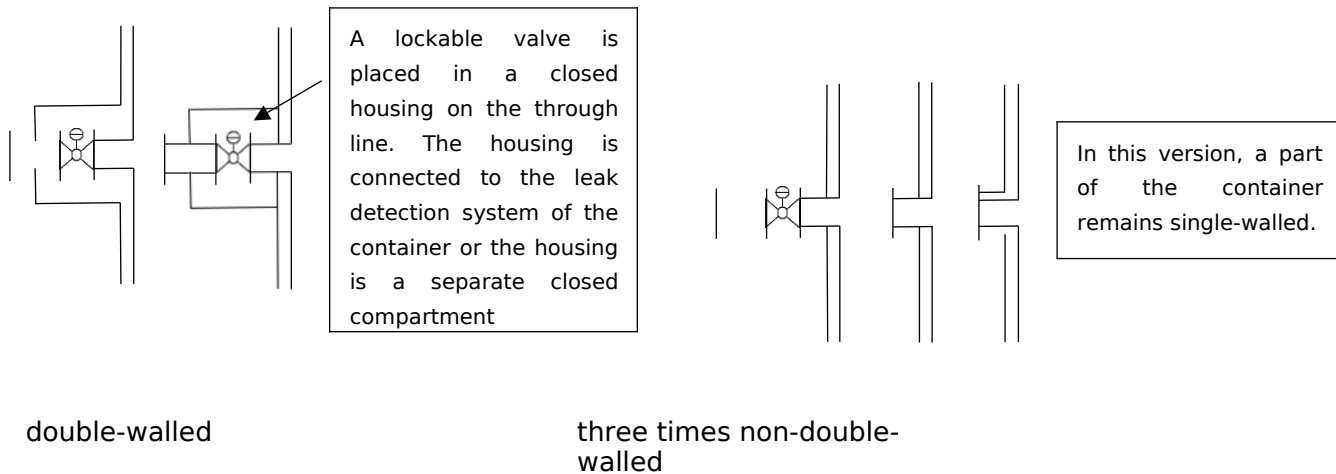 A lockable valve is
placed in a closed
housing on the through
line. The housing is
connected to the leak
detection system of the
container or the housing
is a separate closed
compartment
In this version, a part
of the container
remains single-walled.
double-walled
three times non-double-
walled